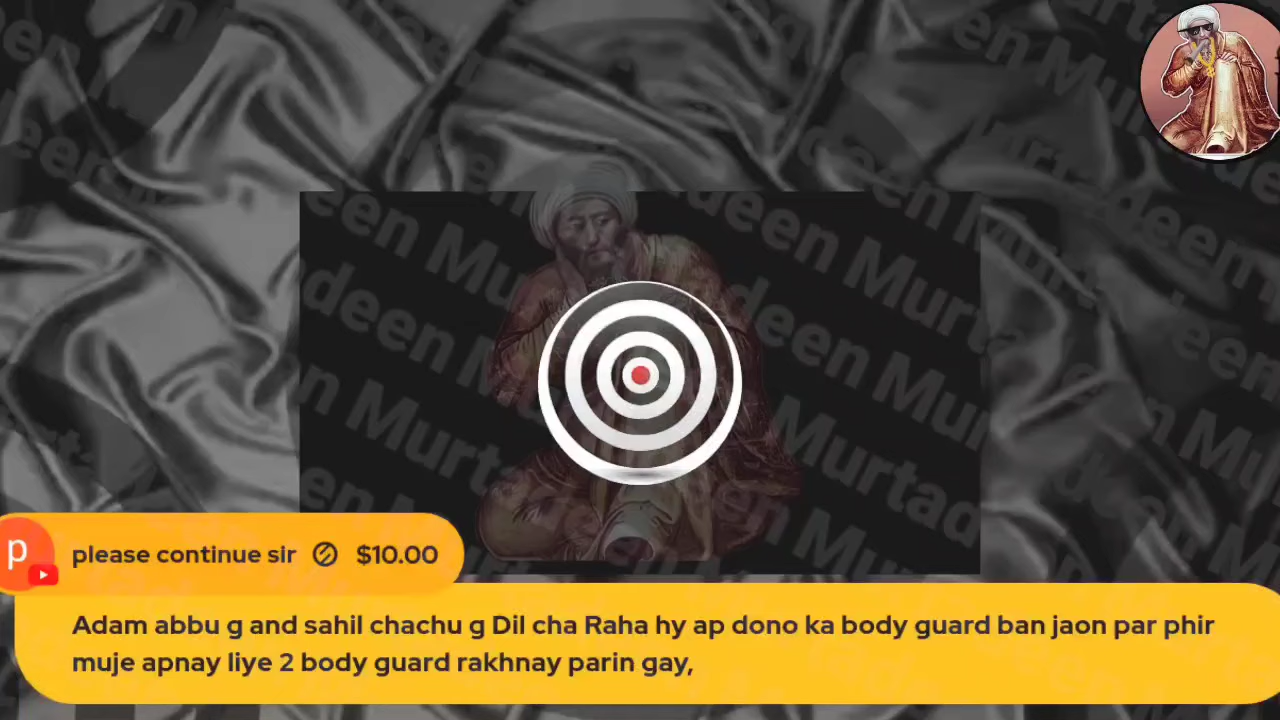 please continue sir $10.00
Adam abbu g and sahil chachu g Dil cha Raha hy ap dono ka body guard ban jaon par phir
muje apnay liye 2 body guard rakhnay parin gay,